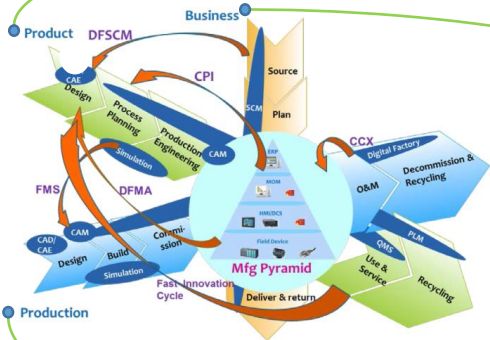 Business
Product
DFSCM
CAE
Design
Process
Planning
Production
Engineering
CAM
Simulation
CPI
Source
SCM
Plan
CCX
Digital Factory
O&M
Decommission &
Recycling
ERP
MOM
HMI/DCS
Field Device
Mfg Pyramid
FMS
DFMA
CAD/
CAE
CAM
Design
Build
Commi-
ssion
Simulation
Fast Innovation
Cycle
Deliver & return
QMS
PLM
Use &
Service
Recycling
Production